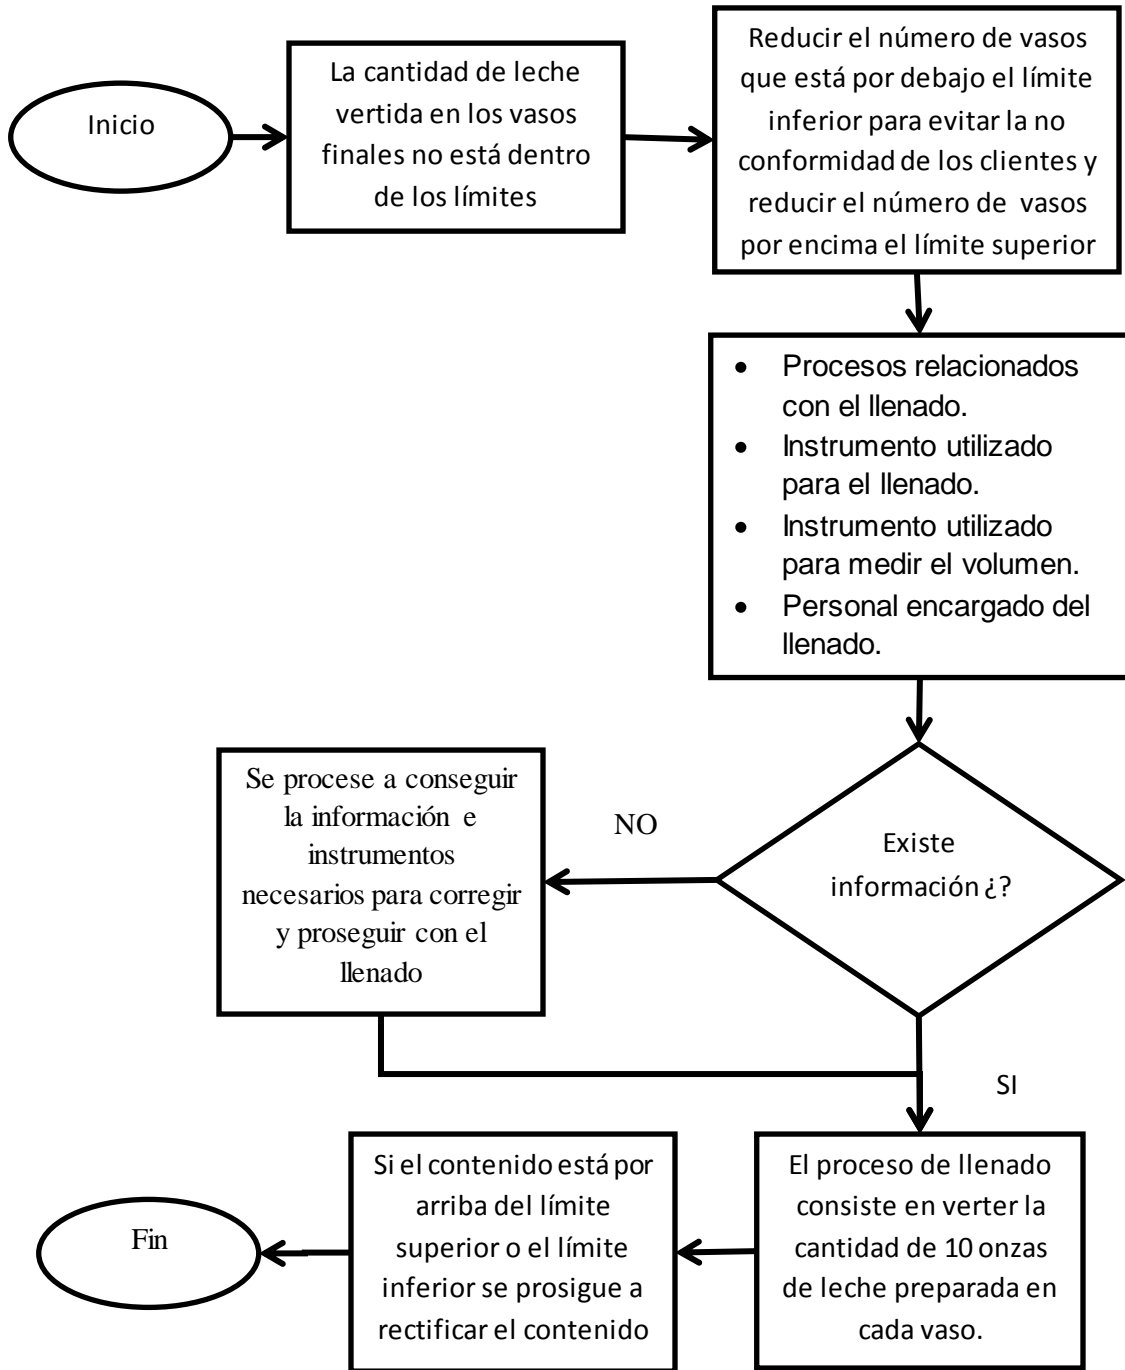 Inicio
La cantidad de leche
vertida en los vasos
finales no está dentro
de los límites
Reducir el número de vasos
que está por debajo el límite
inferior para evitar la no
conformidad de los clientes y
reducir el número de vasos
por encima el límite superior
• Procesos relacionados
con el llenado.
• Instrumento utilizado
para el llenado.
• Instrumento utilizado
para medir el volumen.
• Personal encargado del
llenado.
Existe
información ¿?
NO
Se procese a conseguir
la información e
instrumentos
necesarios para corregir
y proseguir con el
llenado
SI
El proceso de llenado
consiste en verter la
cantidad de 10 onzas
de leche preparada en
cada vaso.
Si el contenido está por
arriba del límite
superior o el límite
inferior se prosigue a
rectificar el contenido
Fin